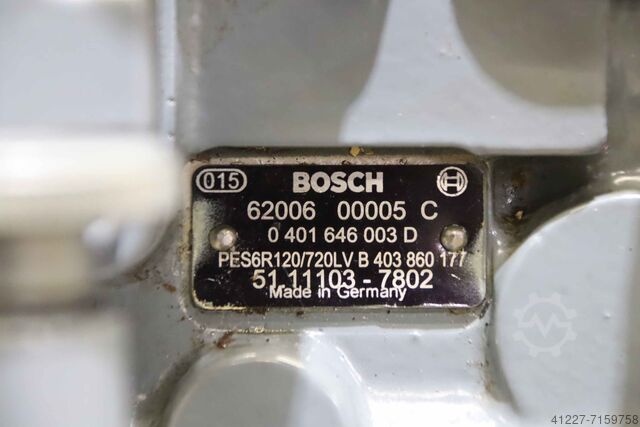 015 BOSCH
62006 00005 C
0 401 646 003 D
PES6R120/720LV B 403 860 177
51.11103-7802
Made in Germany
41227-7159758